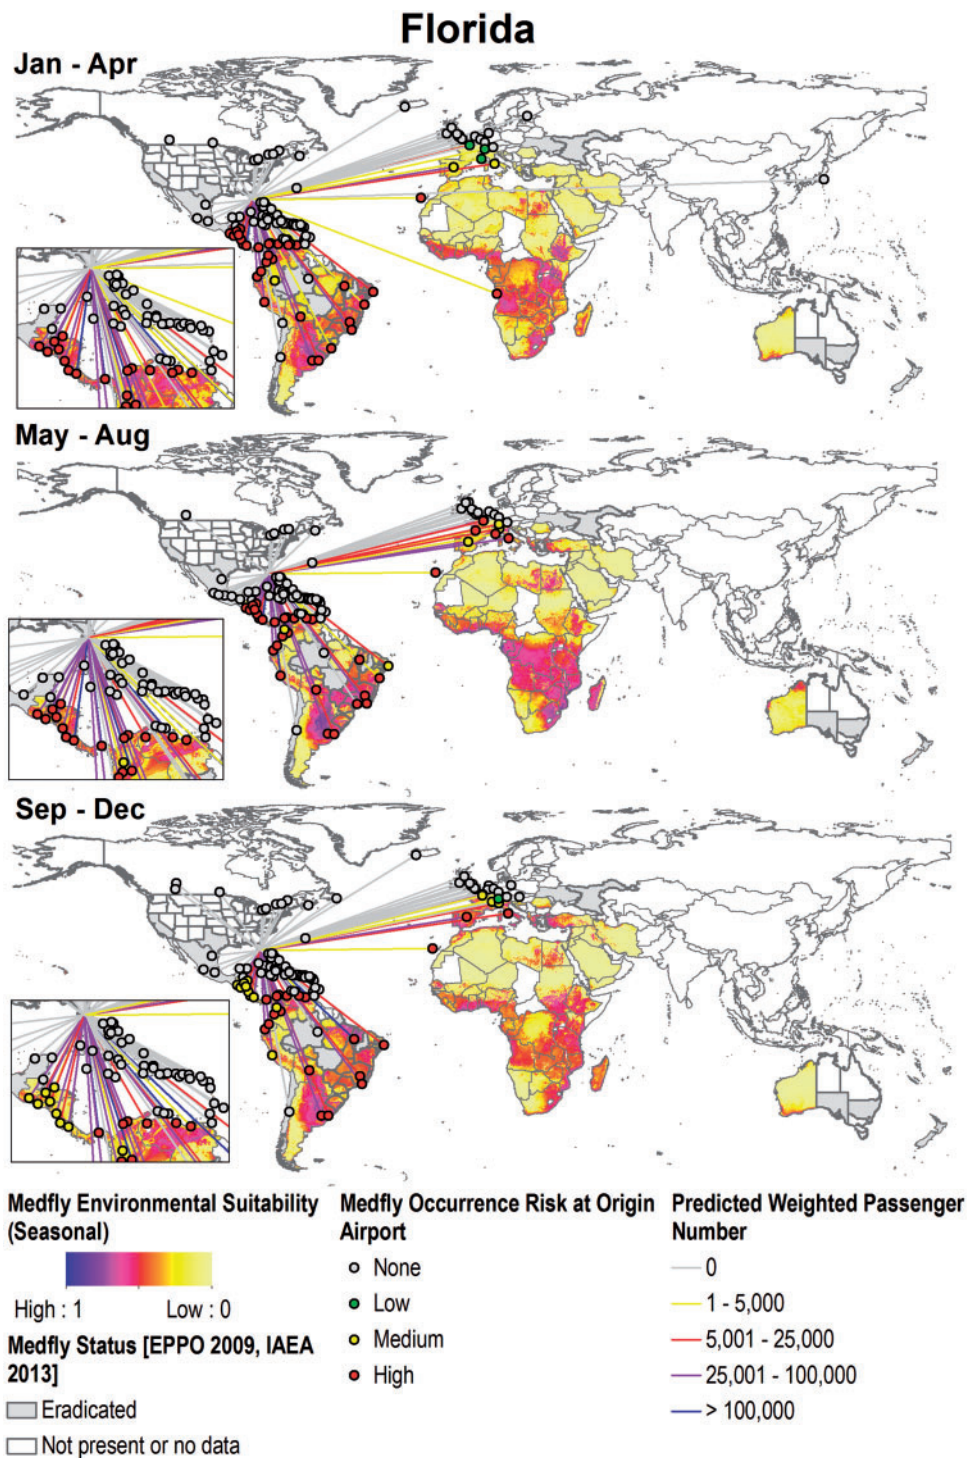 Florida
Jan - Apr
May - Aug
Sep - Dec
Medfly Environmental Suitability
(Seasonal)
High : 1
Low : 0
Medfly Status [EPPO 2009, IAEA
2013]
Eradicated
Not present or no data
Medfly Occurrence Risk at Origin
Airport
None
Low
Medium
High
Predicted Weighted Passenger
Number
0
1 - 5,000
5,001 - 25,000
25,001 - 100,000
> 100,000